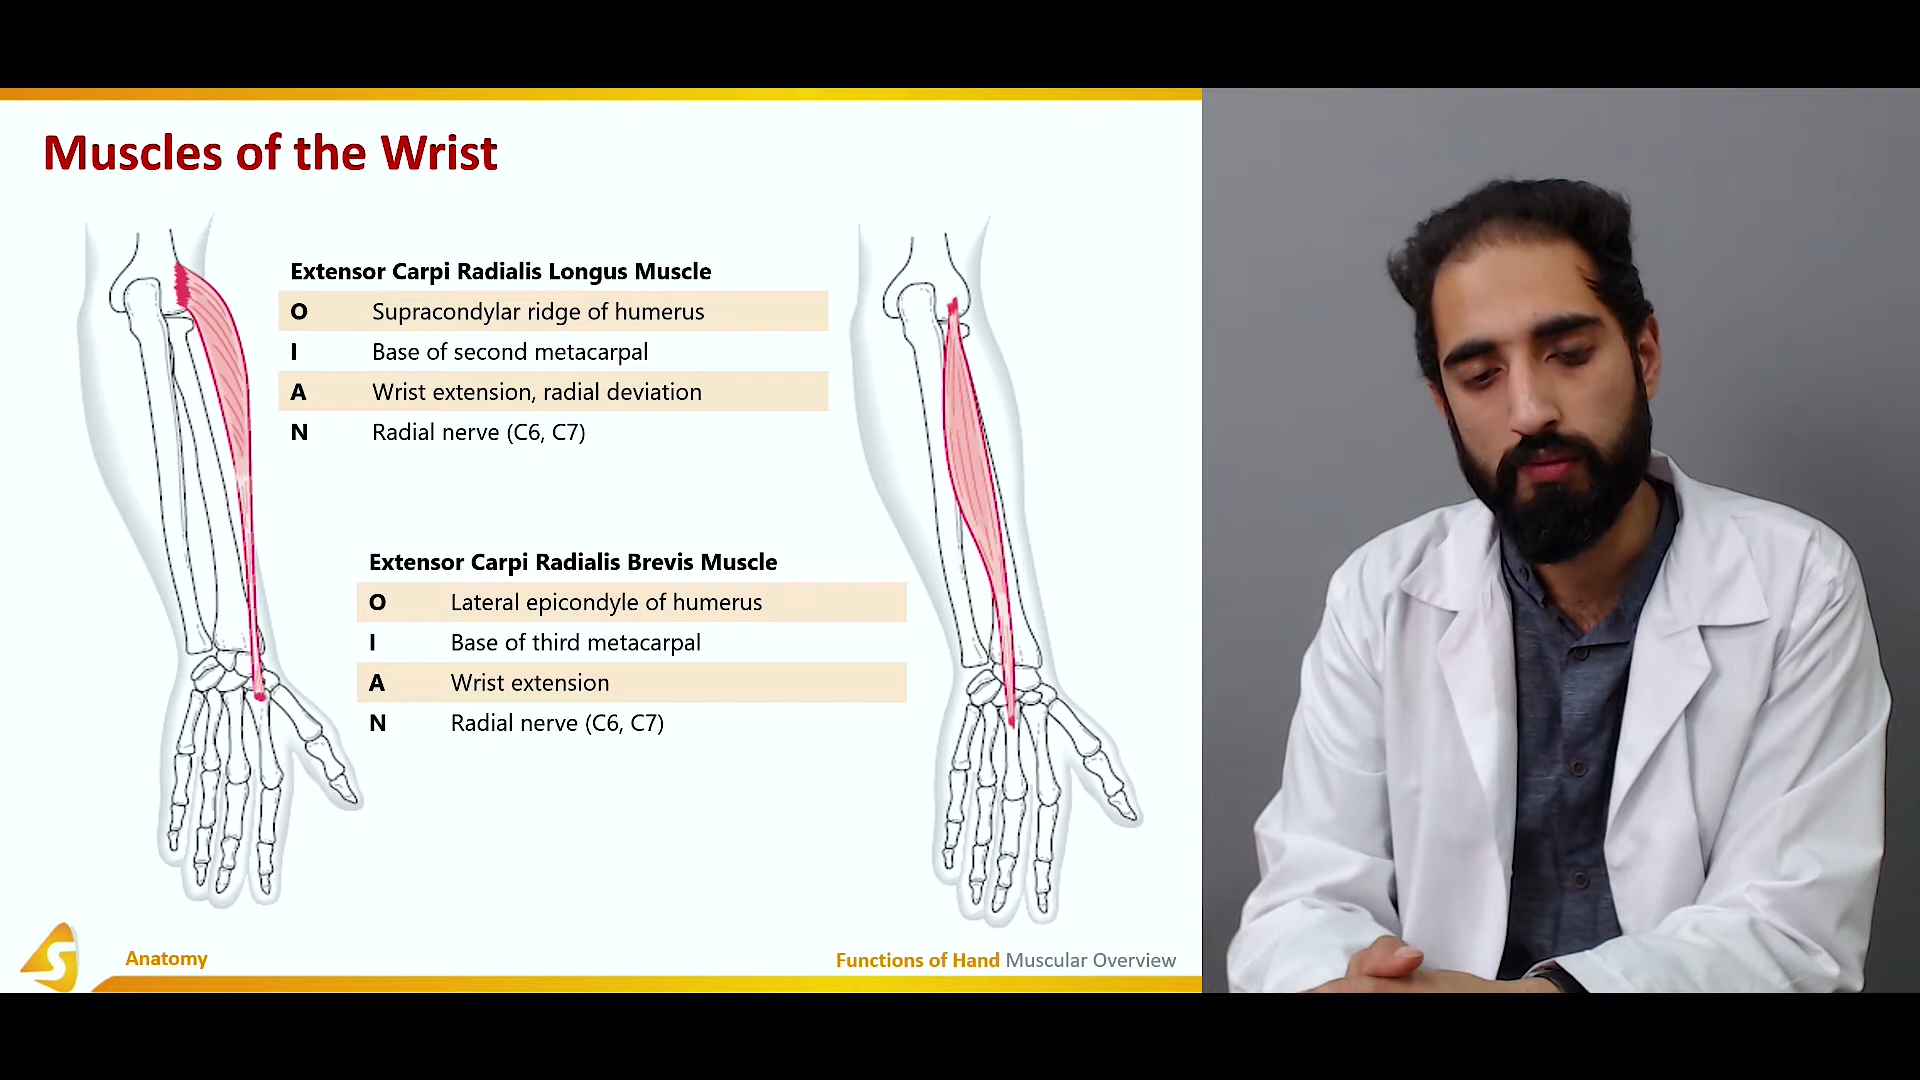 Muscles of the Wrist
Extensor Carpi Radialis Longus Muscle
O Supracondylar ridge of humerus
I Base of second metacarpal
A Wrist extension, radial deviation
N Radial nerve (C6, C7)
Extensor Carpi Radialis Brevis Muscle
O Lateral epicondyle of humerus
I Base of third metacarpal
A Wrist extension
N Radial nerve (C6, C7)
S
Anatomy
Functions of Hand Muscular Overview